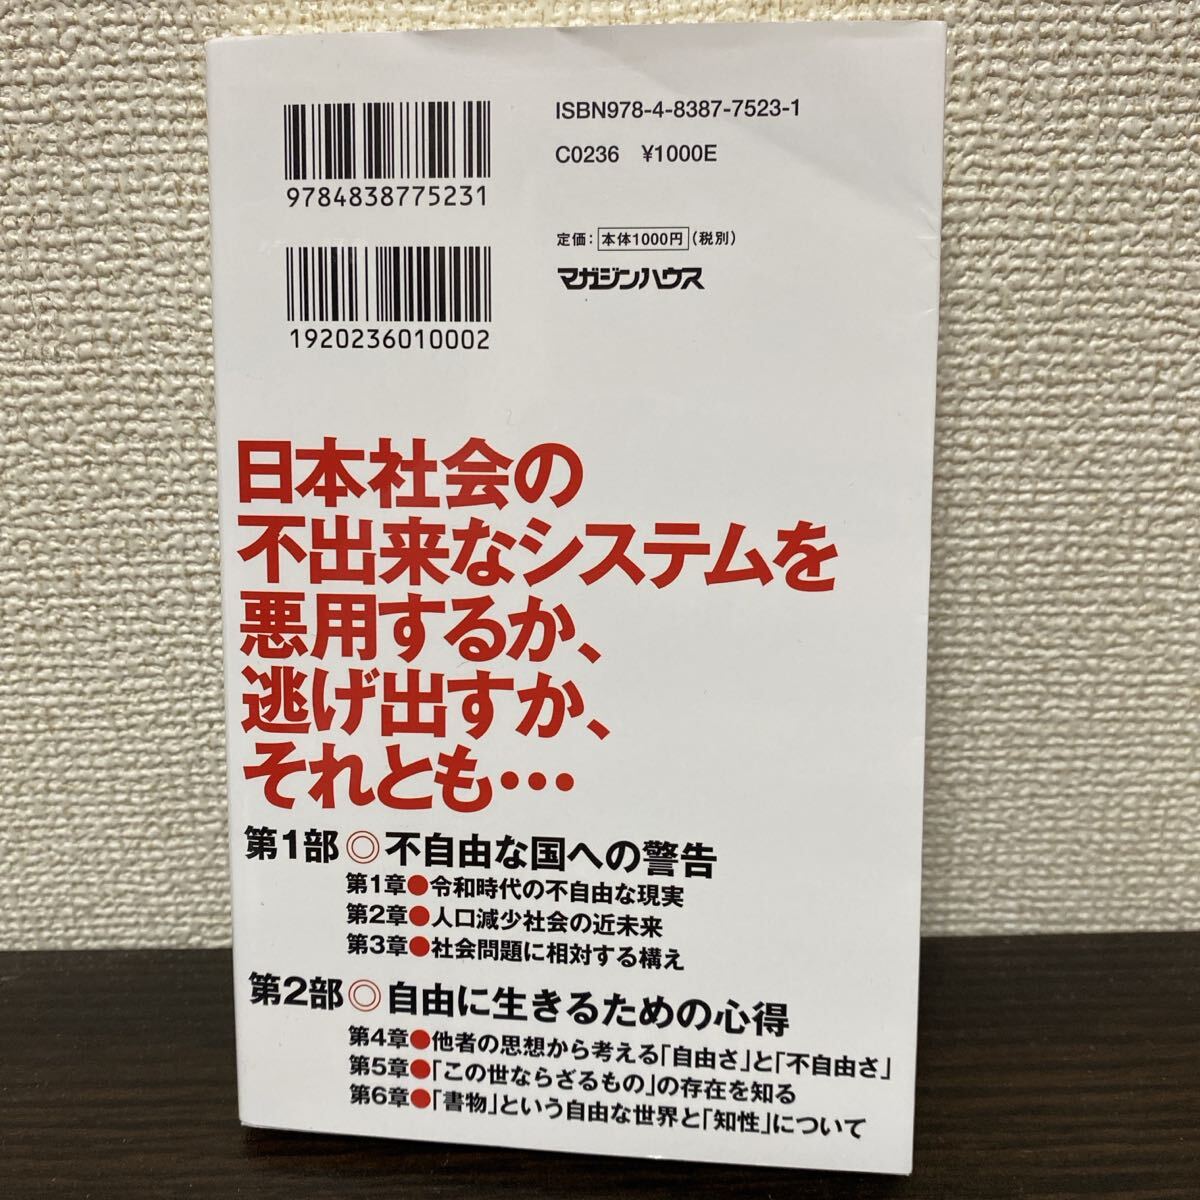 9784838775231
ISBN978-4-8387-7523-1
C0236 ¥1000E
1920236010002
定価：本体1000円（税別）
マガジンハウス
日本社会の
不出来なシステムを
悪用するか、
逃げ出すか、
それとも…
第1部◎不自由な国への警告
第1章●令和時代の不自由な現実
第2章●人口減少社会の近未来
第3章●社会問題に相対する構え
第2部◎自由に生きるための心得
第4章●他者の思想から考える「自由さ」と「不自由さ」
第5章●「この世ならざるもの」の存在を知る
第6章●「書物」という自由な世界と「知性」について